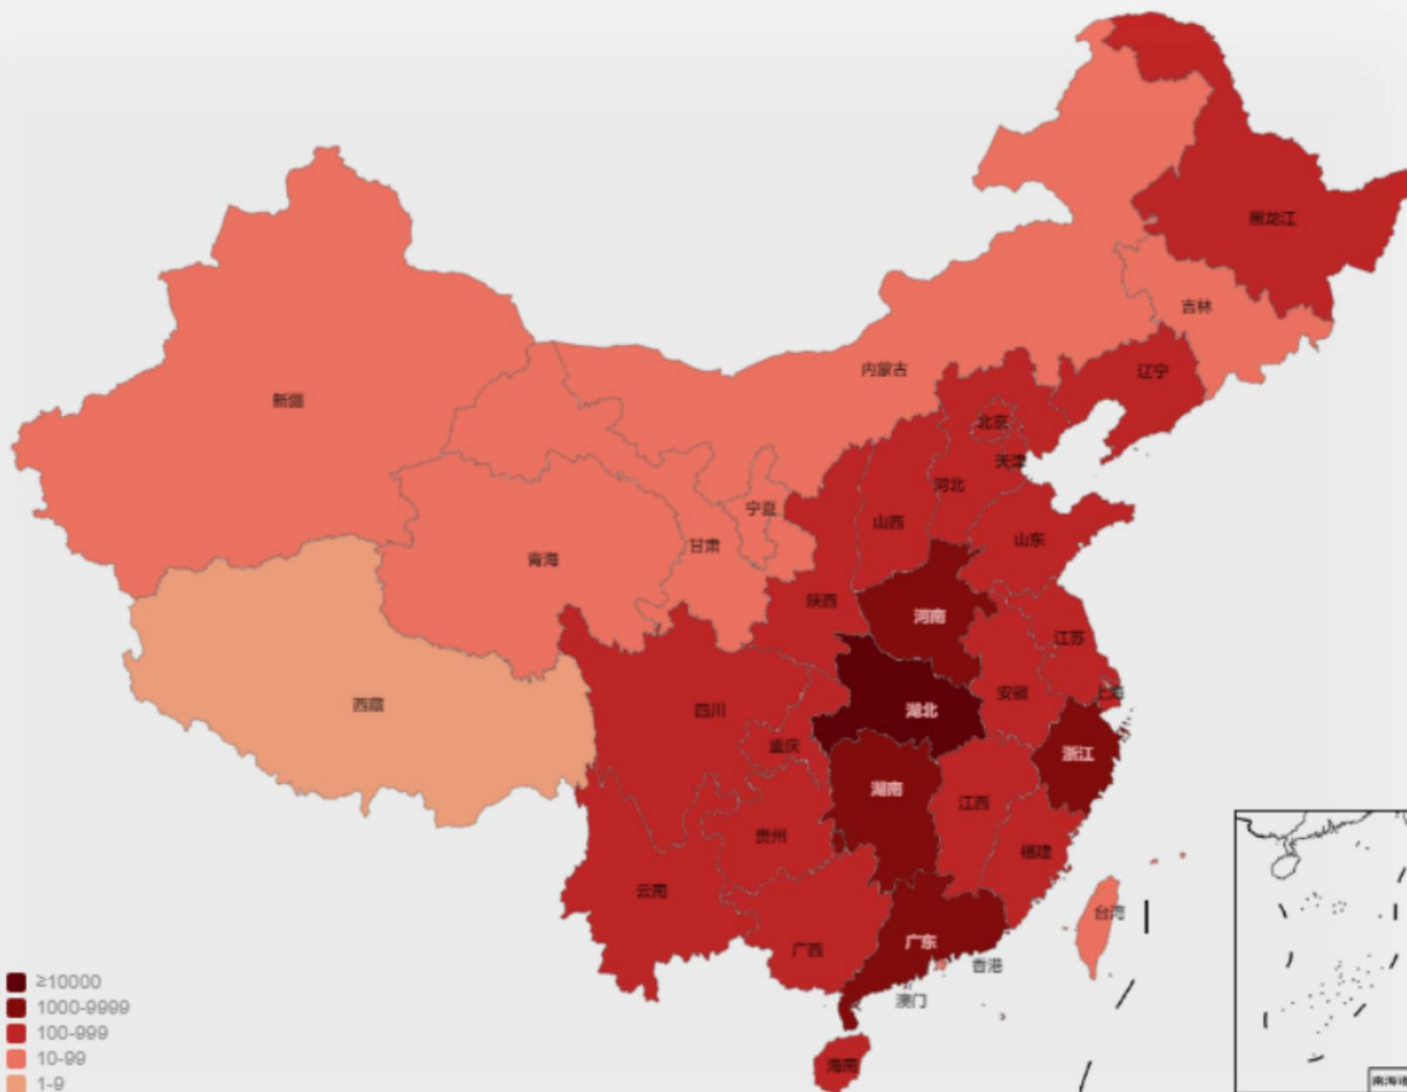 黑龙江
吉林
辽宁
内蒙古
新疆
北京
天津
河北
宁夏
山西
山东
甘肃
青海
陕西
河南
江苏
安徽
上海
西藏
四川
湖北
重庆
浙江
湖南
江西
贵州
福建
云南
台湾
广东
广西
香港
澳门
海南
≥10000
1000-9999
100-999
10-99
1-9
南海